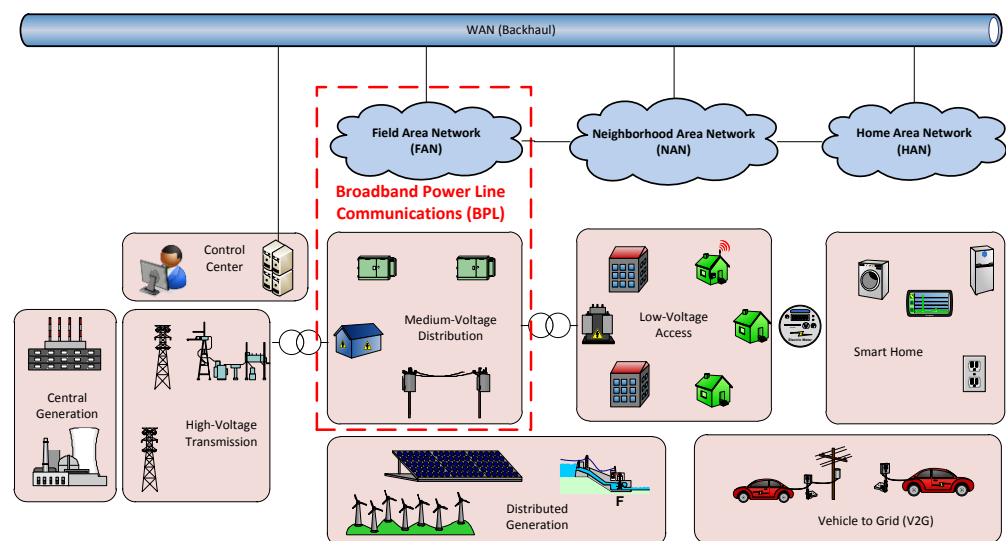 WAN (Backhaul)
Field Area Network
(FAN)
Neighborhood Area Network
(NAN)
Home Area Network
(HAN)
Broadband Power Line
Communications (BPL)
Control
Center
Medium-Voltage
Distribution
Low-Voltage
Access
Electric Meter
Smart Home
Central
Generation
High-Voltage
Transmission
F
Distributed
Generation
Vehicle to Grid (V2G)